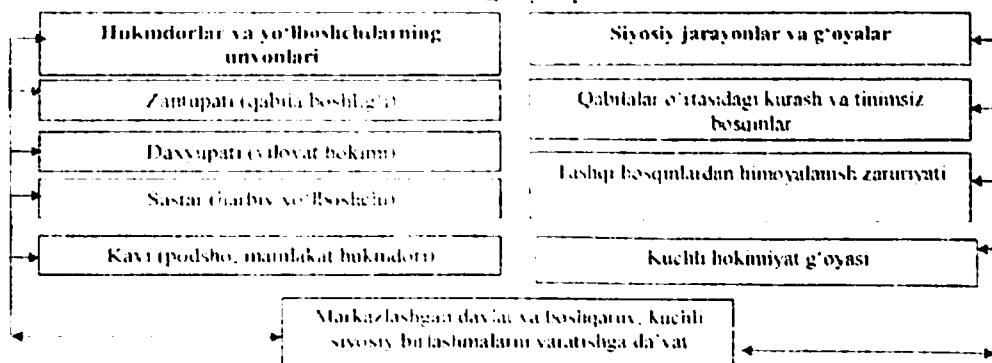 Hukmdorlar va yo‘lboshchilarning
unvonlari
Zantupati (qabila boshlig‘i)
Daxyupati (viloyat hokimi)
Sastar (harbiy yo‘lboshchi)
Kavi (podsho, mamlakat hukmdori)
Siyosiy jarayonlar va g‘oyalar
Qabilalar o‘rtasidagi kurash va tinimsiz
bosqinlar
Tashqi bosqinlardan himoyalanish zaruriyati
Kuchli hokimiyat g‘oyasi
Markazlashgan davlat va boshqaruv, kuchli
siyosiy birlashmalarni yaratishga da’vat